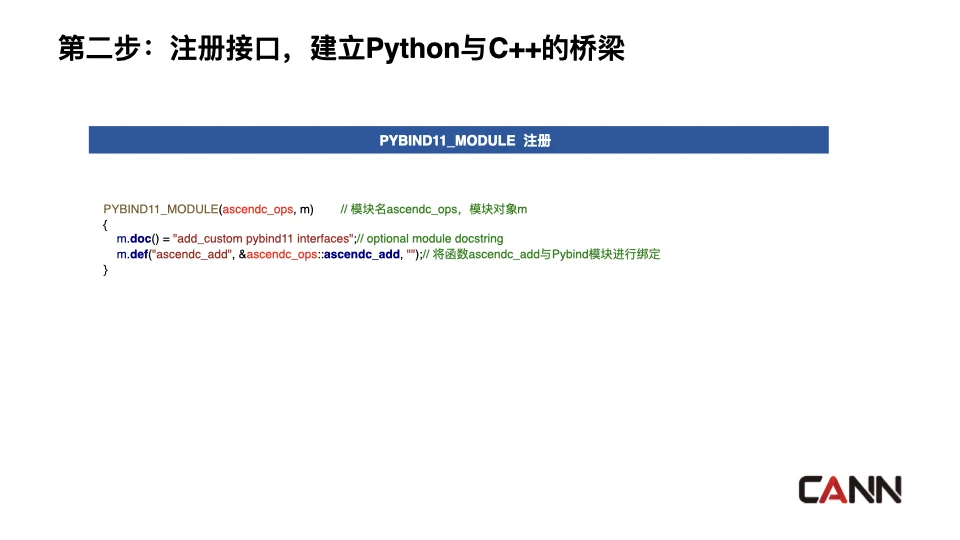 第二步：注册接口，建立Python与C++的桥梁
PYBIND11_MODULE 注册
PYBIND11_MODULE(ascendc_ops, m) // 模块名ascendc_ops，模块对象m
{
m.doc() = "add_custom pybind11 interfaces";// optional module docstring
m.def("ascendc_add", &ascendc_ops::ascendc_add, "");// 将函数ascendc_add与Pybind模块进行绑定
}
CANN